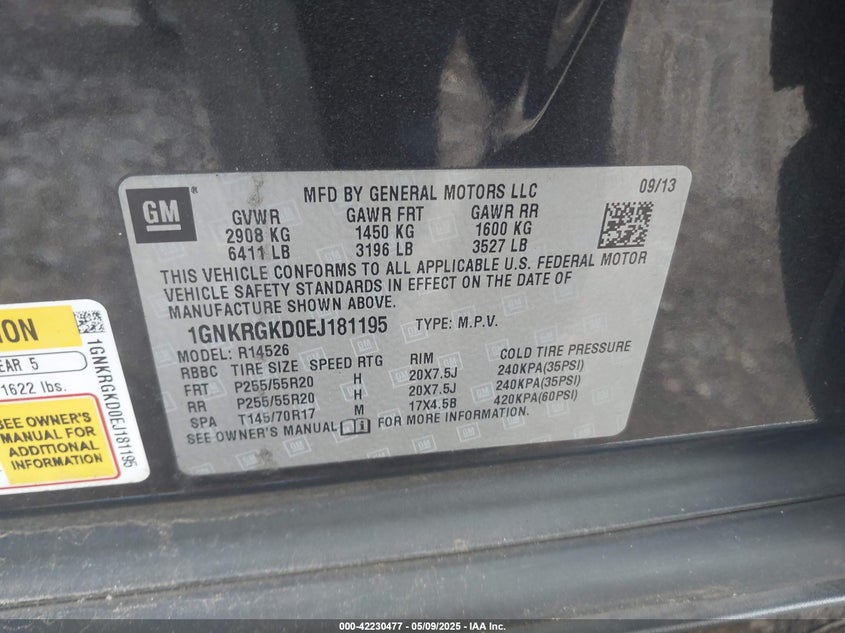 GM
MFD BY GENERAL MOTORS LLC
09/13
GVWR GAWR FRT GAWR RR
2908 KG 1450 KG 1600 KG
6411 LB 3196 LB 3527 LB
THIS VEHICLE CONFORMS TO ALL APPLICABLE U.S. FEDERAL MOTOR
VEHICLE SAFETY STANDARDS IN EFFECT ON THE DATE OF
MANUFACTURE SHOWN ABOVE.
1GNKRGKD0EJ181195 TYPE: M.P.V.
MODEL: R14526
RBBC TIRE SIZE SPEED RTG RIM COLD TIRE PRESSURE
FRT P255/55R20 H 20X7.5J 240KPA(35PSI)
RR P255/55R20 H 20X7.5J 240KPA(35PSI)
SPA T145/70R17 M 17X4.5B 420KPA(60PSI)
SEE OWNER'S MANUAL FOR MORE INFORMATION.
ION
EAR 5
1622 lbs.
SEE OWNER'S
MANUAL FOR
ADDITIONAL
INFORMATION
1GNKRGKD0EJ181195
000-42230477 - 05/09/2025 - IAA Inc.